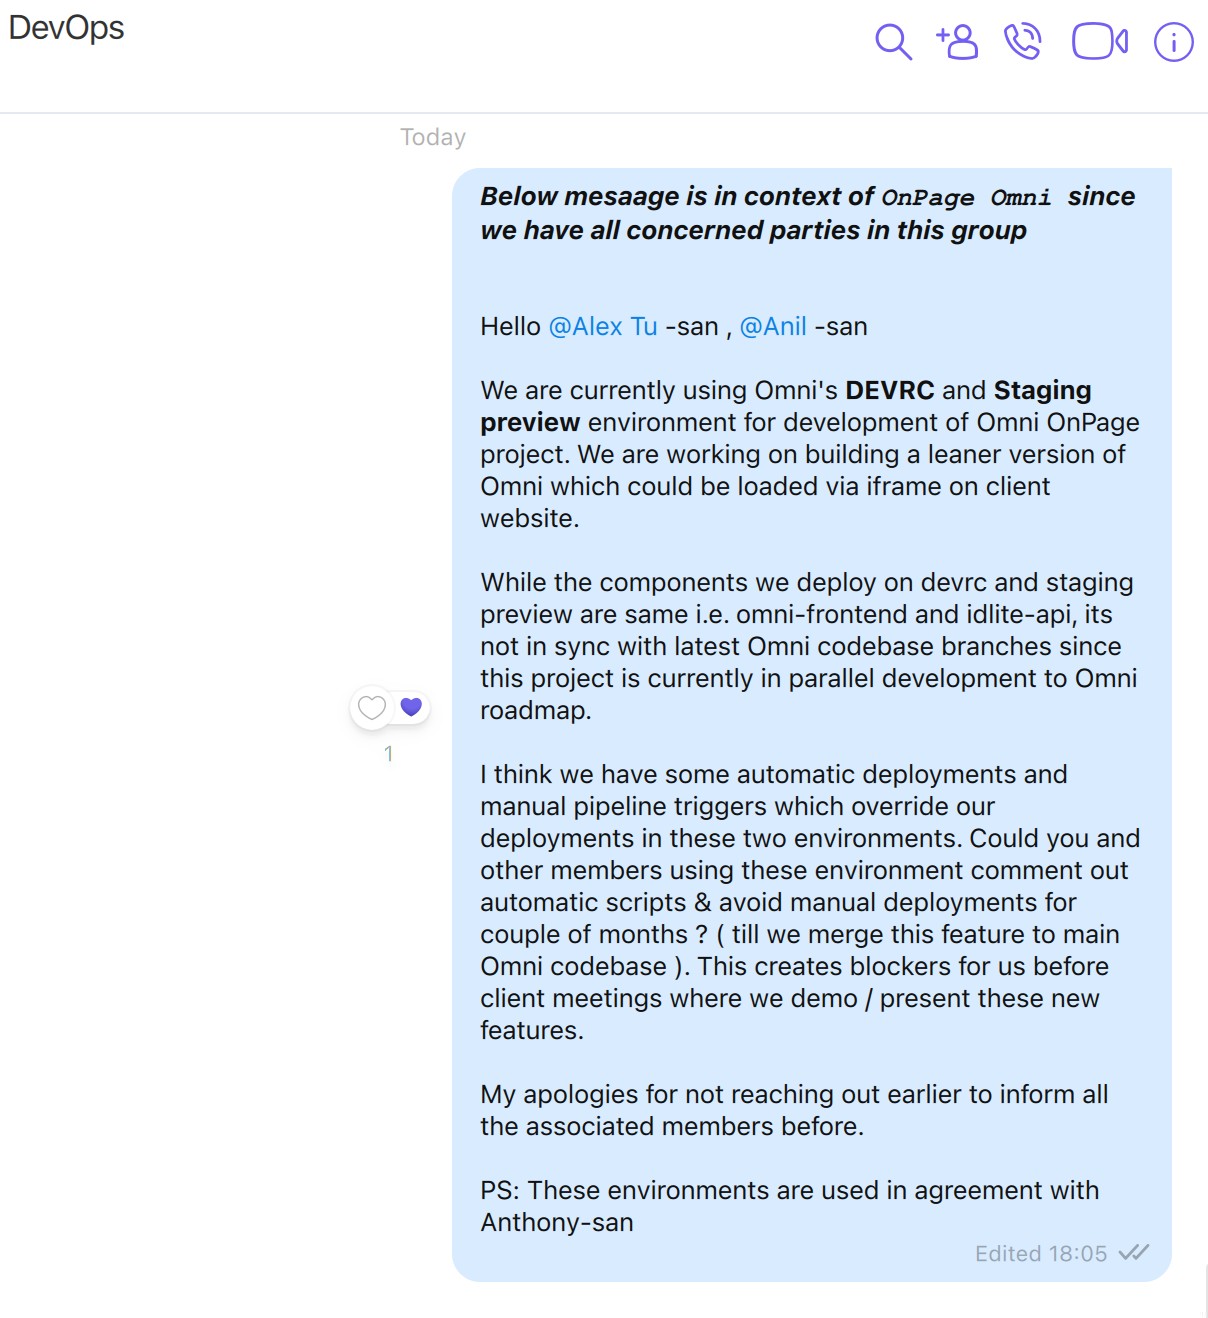 DevOps
Today
Below mesaage is in context of OnPage Omni since
we have all concerned parties in this group
Hello @Alex Tu -san , @Anil -san
We are currently using Omni's DEVRC and Staging
preview environment for development of Omni OnPage
project. We are working on building a leaner version of
Omni which could be loaded via iframe on client
website.
While the components we deploy on devrc and staging
preview are same i.e. omni-frontend and idlite-api, its
not in sync with latest Omni codebase branches since
this project is currently in parallel development to Omni
roadmap.
1
I think we have some automatic deployments and
manual pipeline triggers which override our
deployments in these two environments. Could you and
other members using these environment comment out
automatic scripts & avoid manual deployments for
couple of months ? ( till we merge this feature to main
Omni codebase ). This creates blockers for us before
client meetings where we demo / present these new
features.
My apologies for not reaching out earlier to inform all
the associated members before.
PS: These environments are used in agreement with
Anthony-san
Edited 18:05